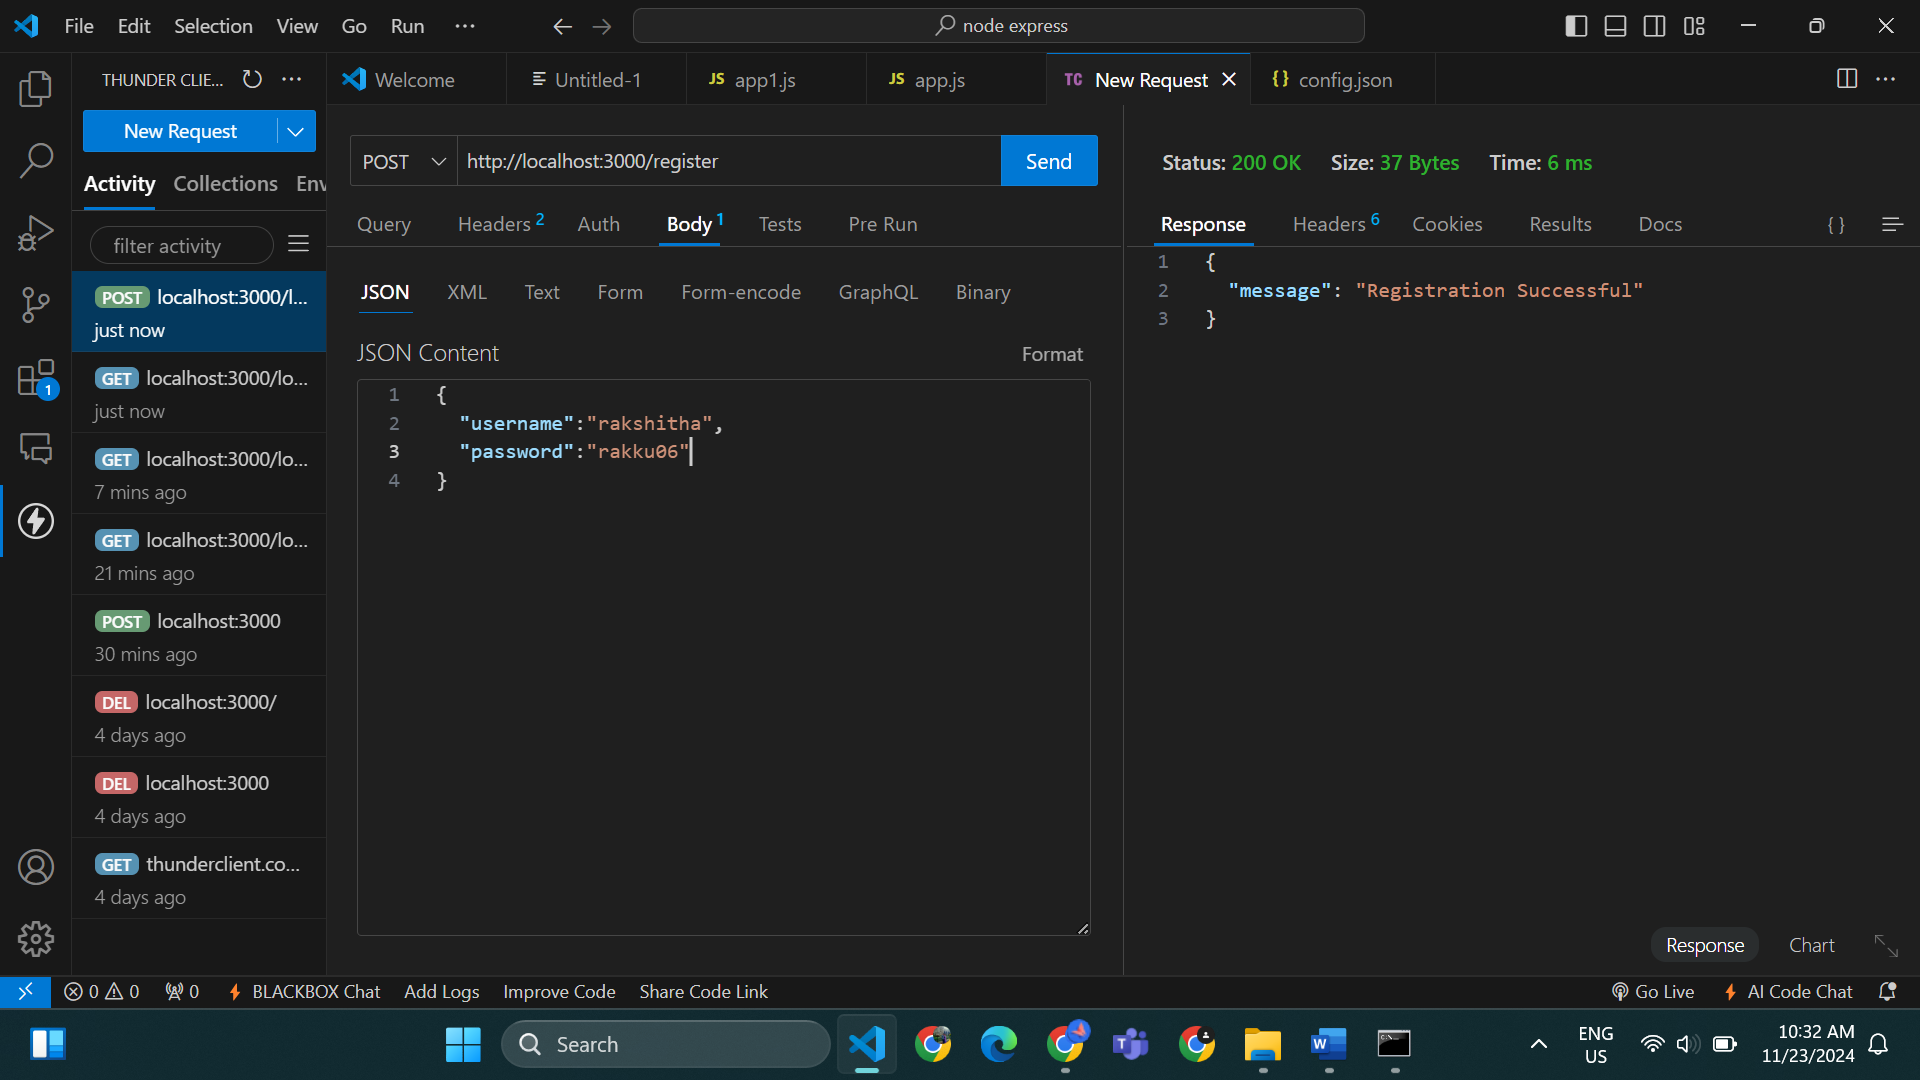 File Edit Selection View Go Run ··· node express
THUNDER CLIE... ···
Welcome Untitled-1 JS app1.js JS app.js TC New Request {} config.json ···
New Request
Activity Collections Env
filter activity
POST localhost:3000/l...
just now
GET localhost:3000/lo...
just now
GET localhost:3000/lo...
7 mins ago
GET localhost:3000/lo...
21 mins ago
POST localhost:3000
30 mins ago
DEL localhost:3000/
4 days ago
DEL localhost:3000
4 days ago
GET thunderclient.co...
4 days ago
1
POST http://localhost:3000/register Send
Query Headers 2 Auth Body 1 Tests Pre Run
JSON XML Text Form Form-encode GraphQL Binary
JSON Content Format
1 {
2 "username":"rakshitha",
3 "password":"rakku06"
4 }
Status: 200 OK Size: 37 Bytes Time: 6 ms
Response Headers 6 Cookies Results Docs { }
1 {
2 "message": "Registration Successful"
3 }
Response Chart
0 0 0 BLACKBOX Chat Add Logs Improve Code Share Code Link Go Live AI Code Chat
Search
ENG
US
10:32 AM
11/23/2024